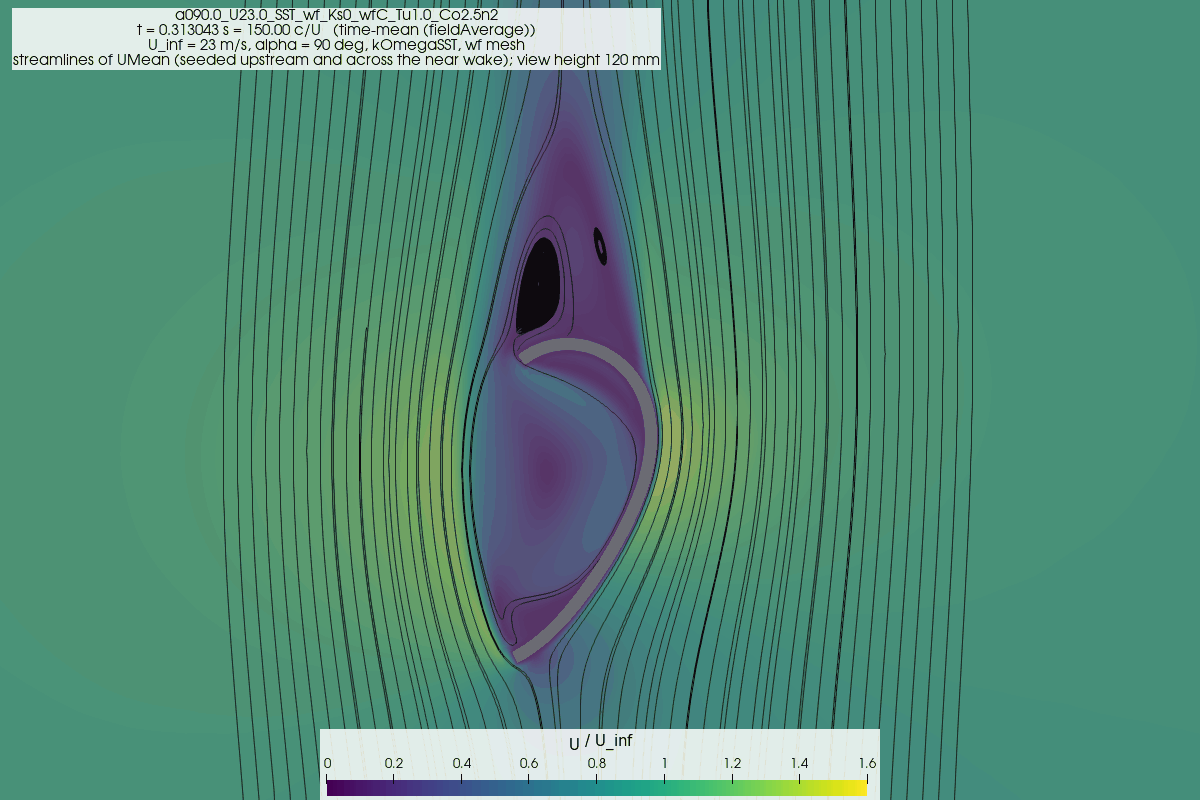 a090.0_U23.0_SST_wf_Ks0_wfC_Tu1.0_Co2.5n2
t = 0.313043 s = 150.00 c/U (time-mean (fieldAverage))
U_inf = 23 m/s, alpha = 90 deg, kOmegaSST, wf mesh
streamlines of UMean (seeded upstream and across the near wake); view height 120 mm
U / U_inf
0 0.2 0.4 0.6 0.8 1 1.2 1.4 1.6